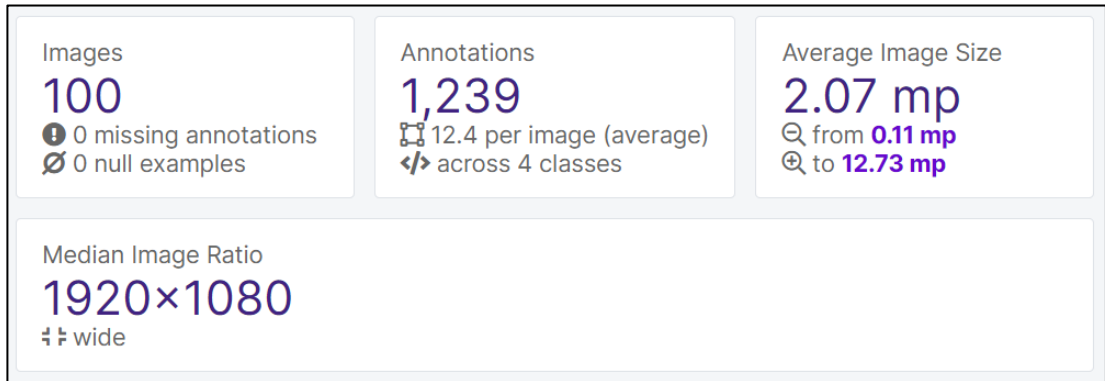 Images
100
0 missing annotations
0 null examples
Annotations
1,239
12.4 per image (average)
across 4 classes
Average Image Size
2.07 mp
from 0.11 mp
to 12.73 mp
Median Image Ratio
1920×1080
wide